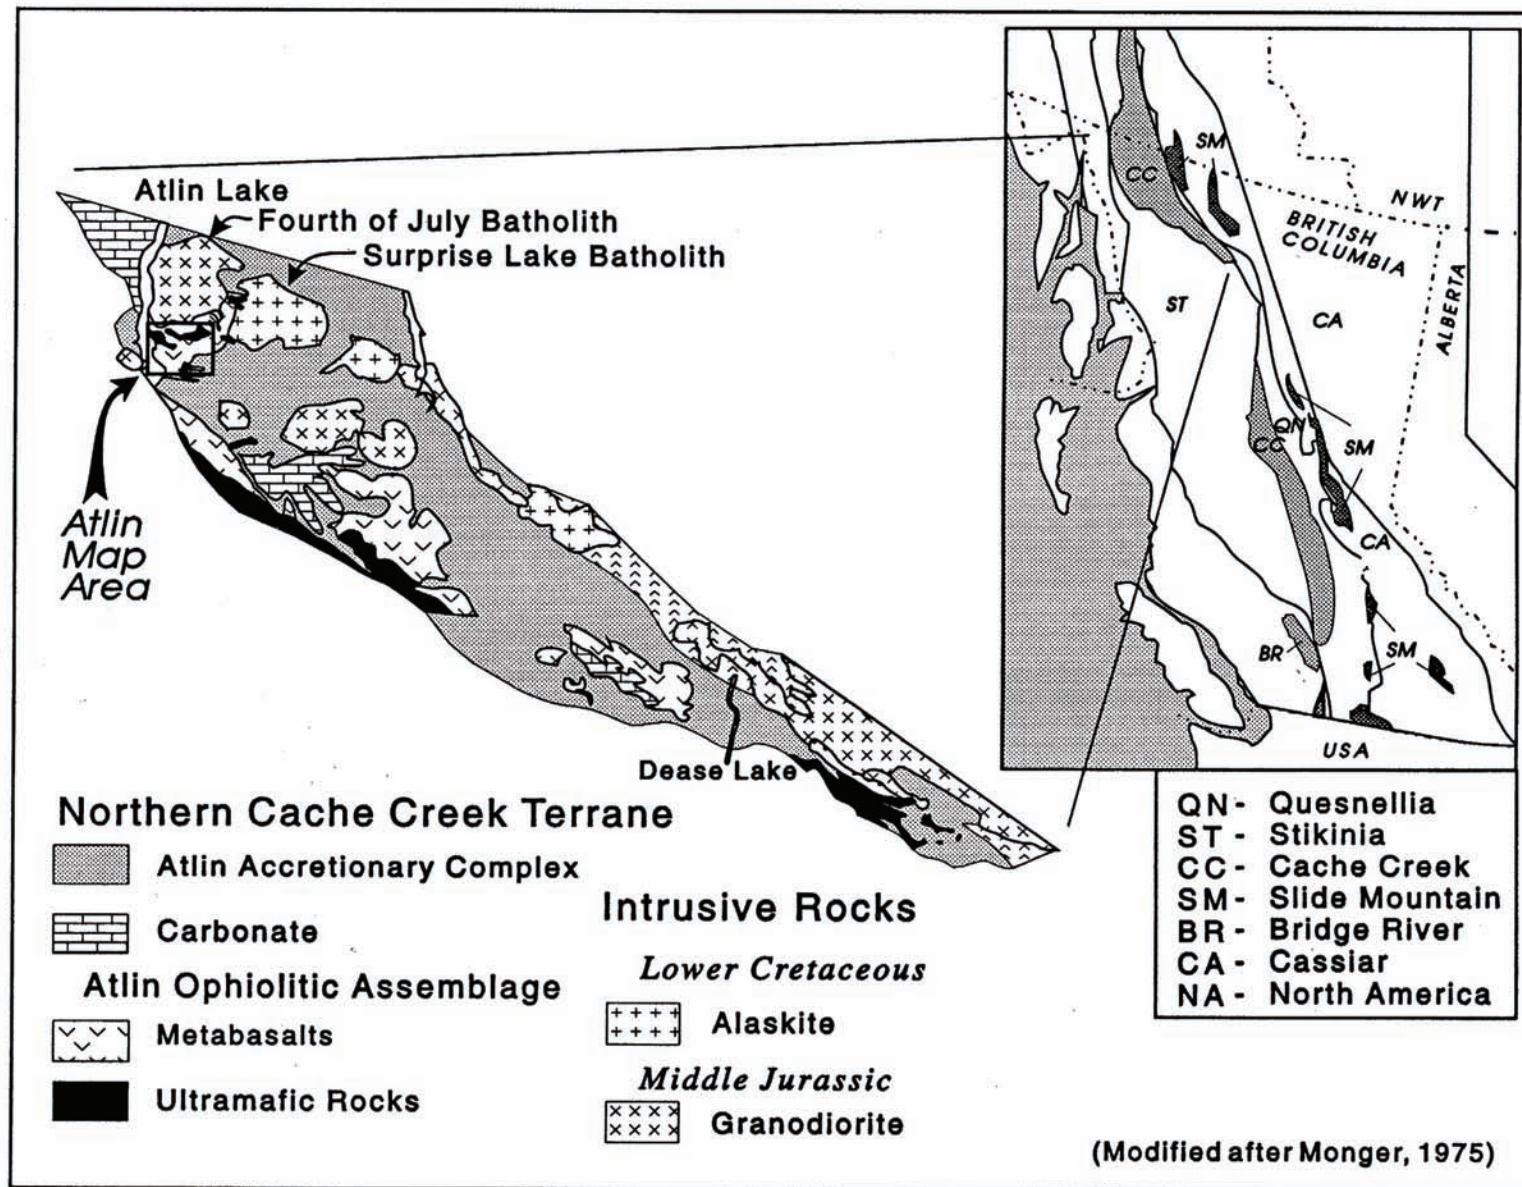 Atlin Lake
Fourth of July Batholith
Surprise Lake Batholith
Atlin
Map
Area
Dease Lake
SM
CC
NWT
BRITISH
COLUMBIA
ALBERTA
ST
CA
QN
CC
SM
CA
BR
SM
USA
Northern Cache Creek Terrane
Atlin Accretionary Complex
Carbonate
Atlin Ophiolitic Assemblage
Metabasalts
Ultramafic Rocks
Intrusive Rocks
Lower Cretaceous
Alaskite
Middle Jurassic
Granodiorite
QN - Quesnellia
ST - Stikinia
CC - Cache Creek
SM - Slide Mountain
BR - Bridge River
CA - Cassiar
NA - North America
(Modified after Monger, 1975)